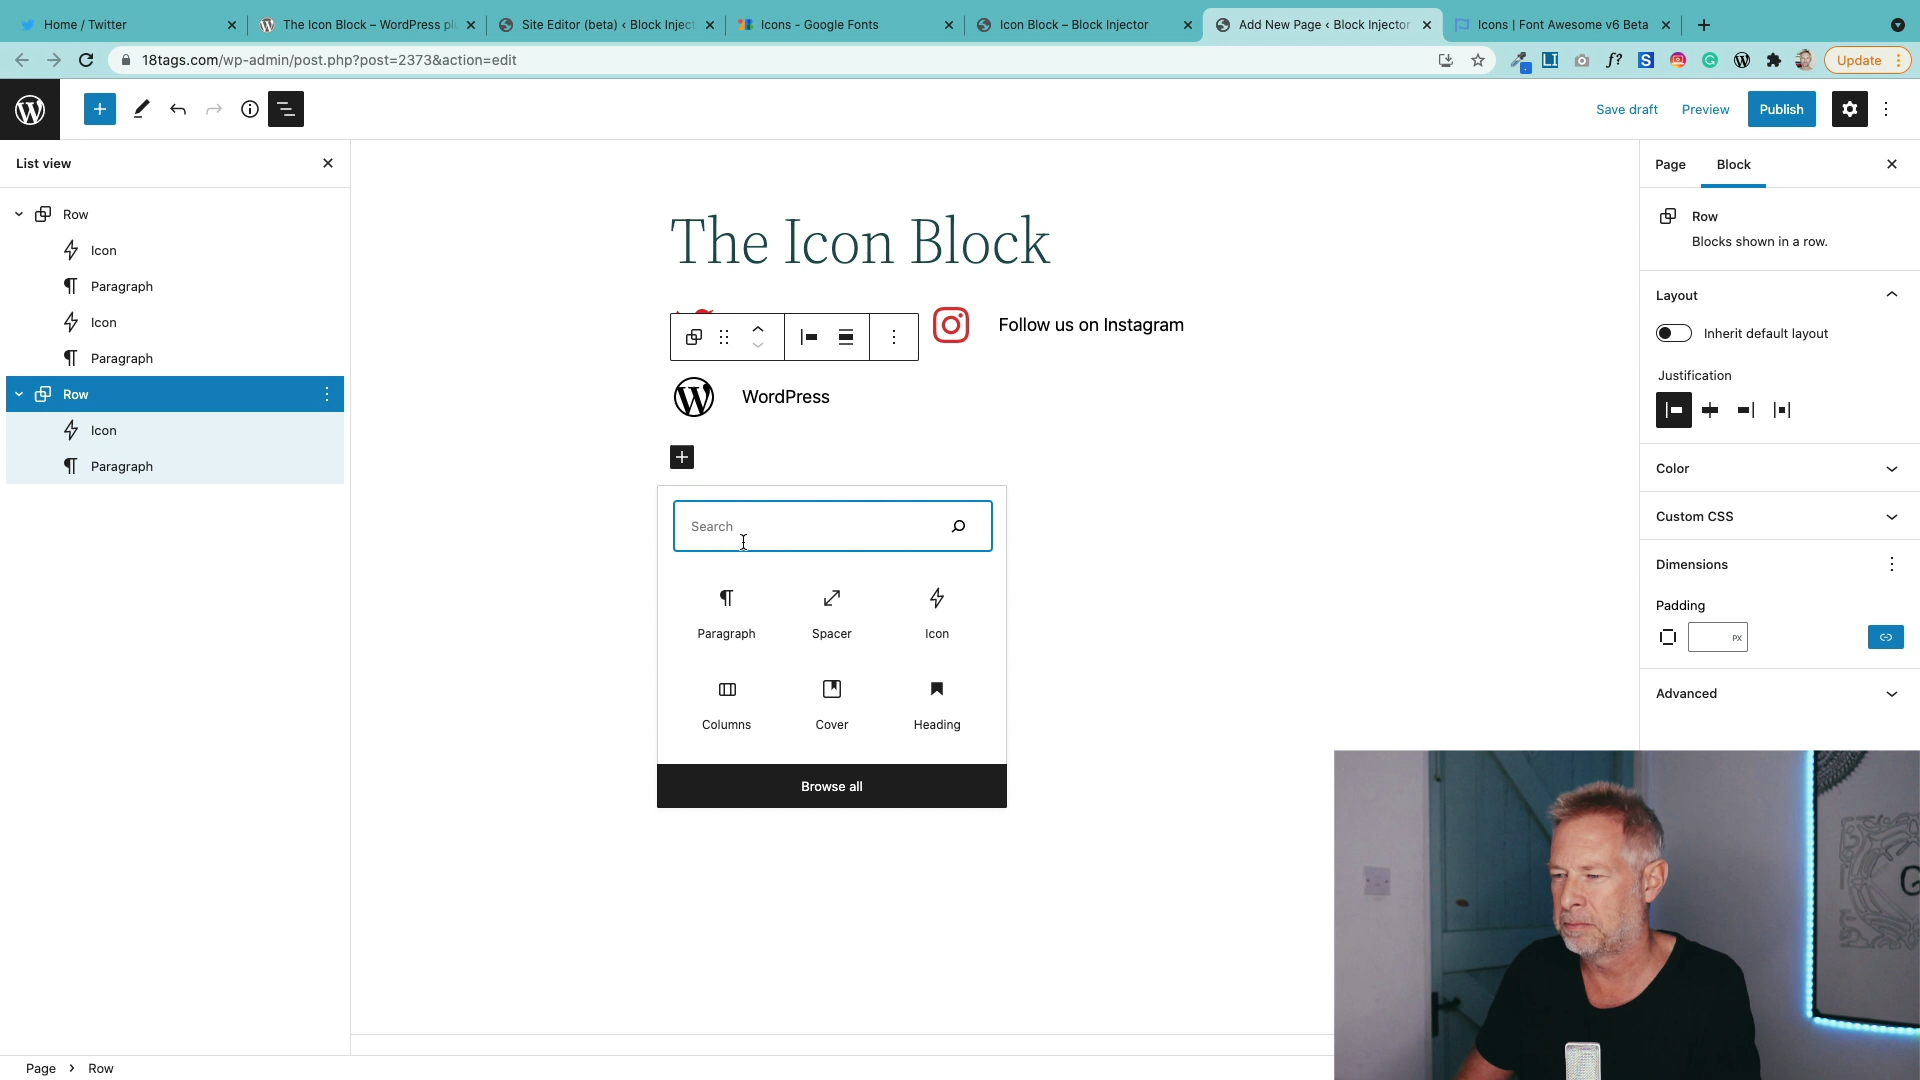 Home / Twitter
The Icon Block – WordPress plu
Site Editor (beta) ‹ Block Inject
Icons - Google Fonts
Icon Block – Block Injector
Add New Page ‹ Block Injector
Icons | Font Awesome v6 Beta
18tags.com/wp-admin/post.php?post=2373&action=edit
Update
Save draft
Preview
Publish
List view
Row
Icon
Paragraph
Icon
Paragraph
Row
Icon
Paragraph
The Icon Block
Follow us on Instagram
WordPress
Search
Paragraph
Spacer
Icon
Columns
Cover
Heading
Browse all
Page
Block
Row
Blocks shown in a row.
Layout
Inherit default layout
Justification
Color
Custom CSS
Dimensions
Padding
PX
Advanced
Page > Row